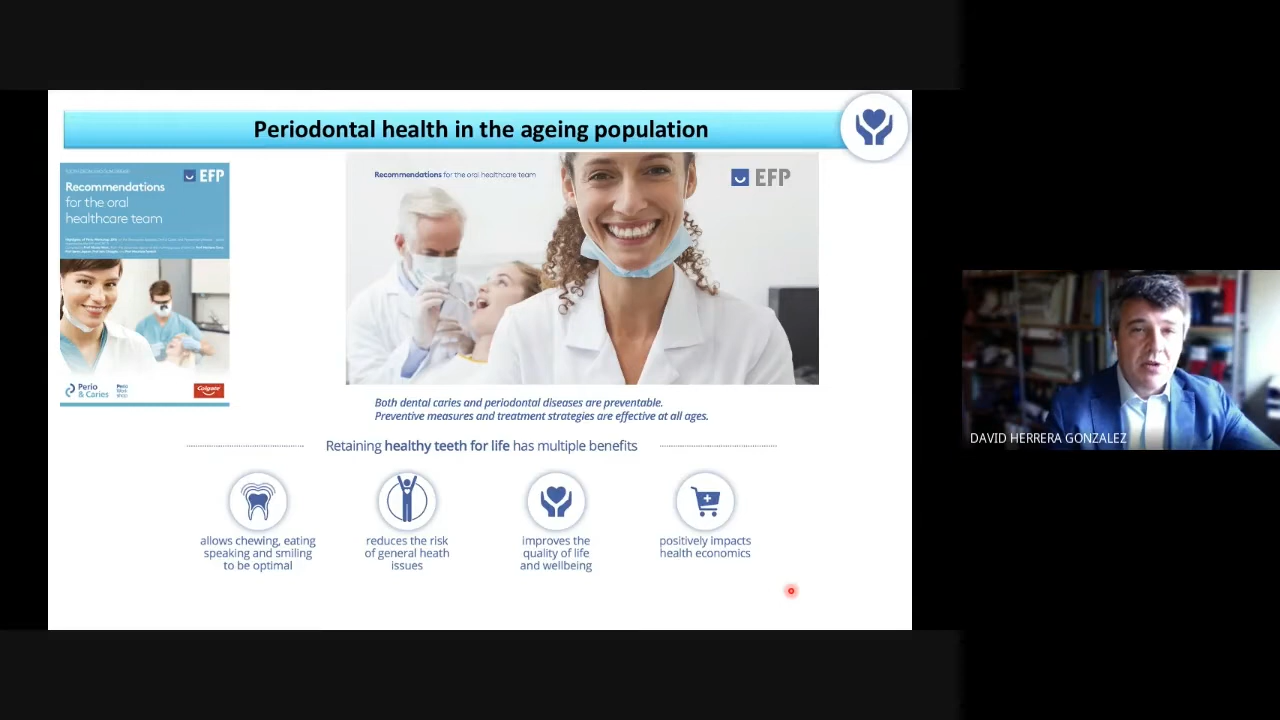 Periodontal health in the ageing population
EFP
Recommendations
for the oral
healthcare team
Perio
& Caries
Perio
Colgate
Recommendations for the oral healthcare team
EFP
Both dental caries and periodontal diseases are preventable.
Preventive measures and treatment strategies are effective at all ages.
Retaining healthy teeth for life has multiple benefits
allows chewing, eating
speaking and smiling
to be optimal
reduces the risk
of general heath
issues
improves the
quality of life
and wellbeing
positively impacts
health economics
DAVID HERRERA GONZALEZ